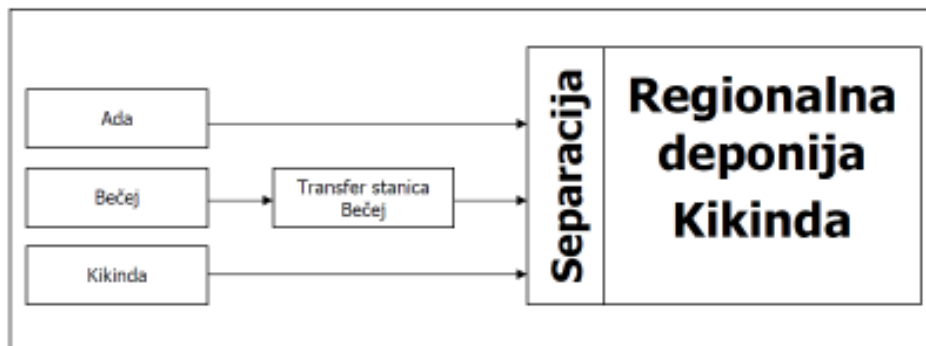 Ada
Bečej
Kikinda
Transfer stanica
Bečej
Separacija
Regionalna
deponija
Kikinda